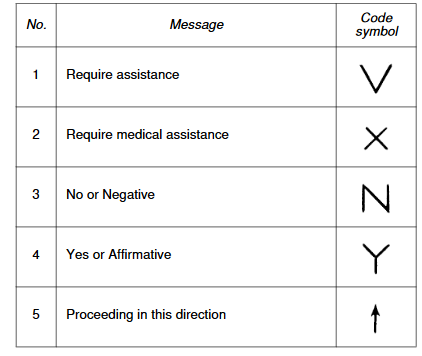 No. Message Code symbol
1 Require assistance V
2 Require medical assistance X
3 No or Negative N
4 Yes or Affirmative Y
5 Proceeding in this direction ↑